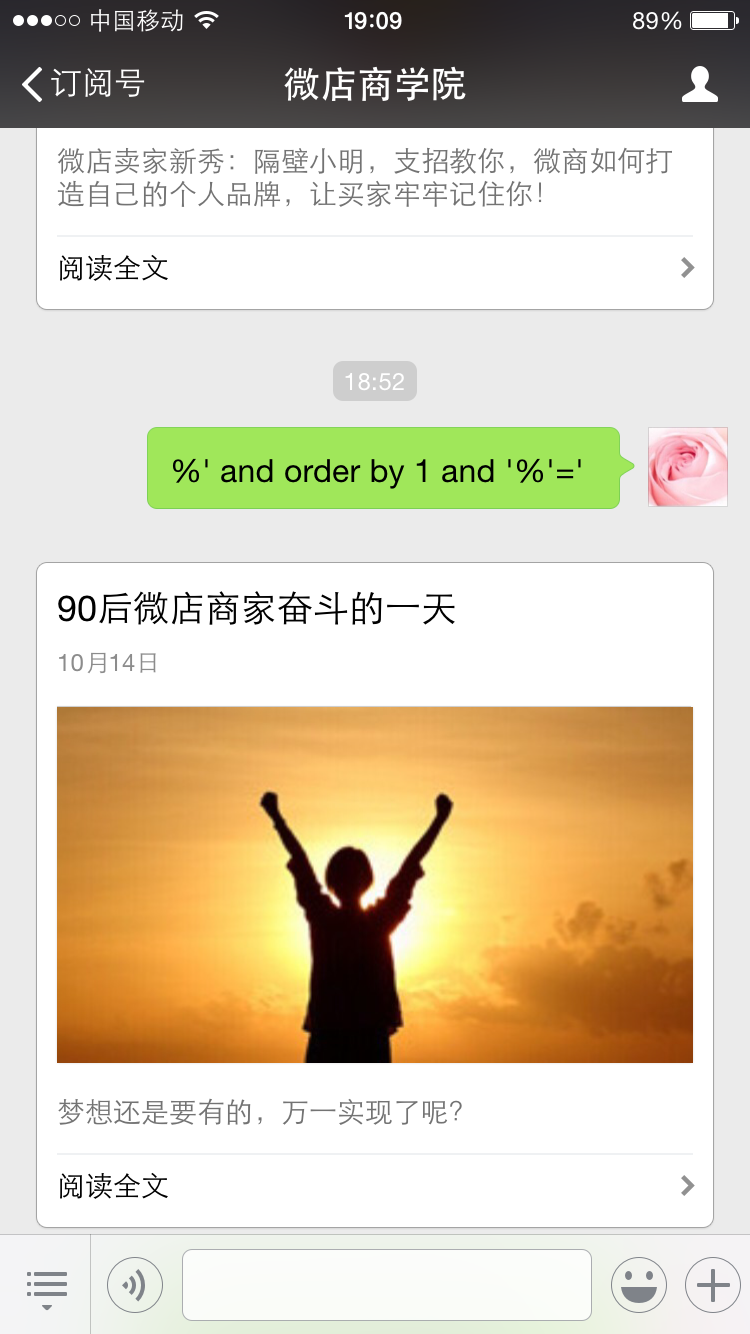 中国移动 19:09 89%
订阅号 微店商学院
微店卖家新秀：隔壁小明，支招教你，微商如何打
造自己的个人品牌，让买家牢牢记住你！
阅读全文
18:52
%' and order by 1 and '%'='
90后微店商家奋斗的一天
10月14日
梦想还是要有的，万一实现了呢？
阅读全文